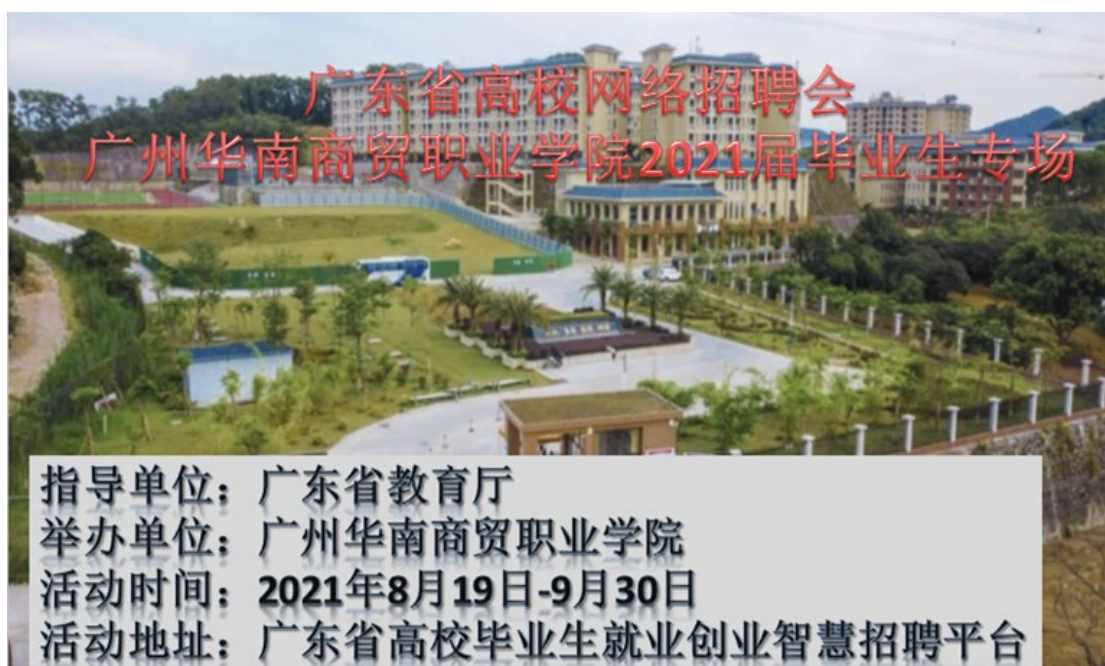 广东省高校网络招聘会
广州华南商贸职业学院2021届毕业生专场
指导单位：广东省教育厅
举办单位：广州华南商贸职业学院
活动时间：2021年8月19日-9月30日
活动地址：广东省高校毕业生就业创业智慧招聘平台